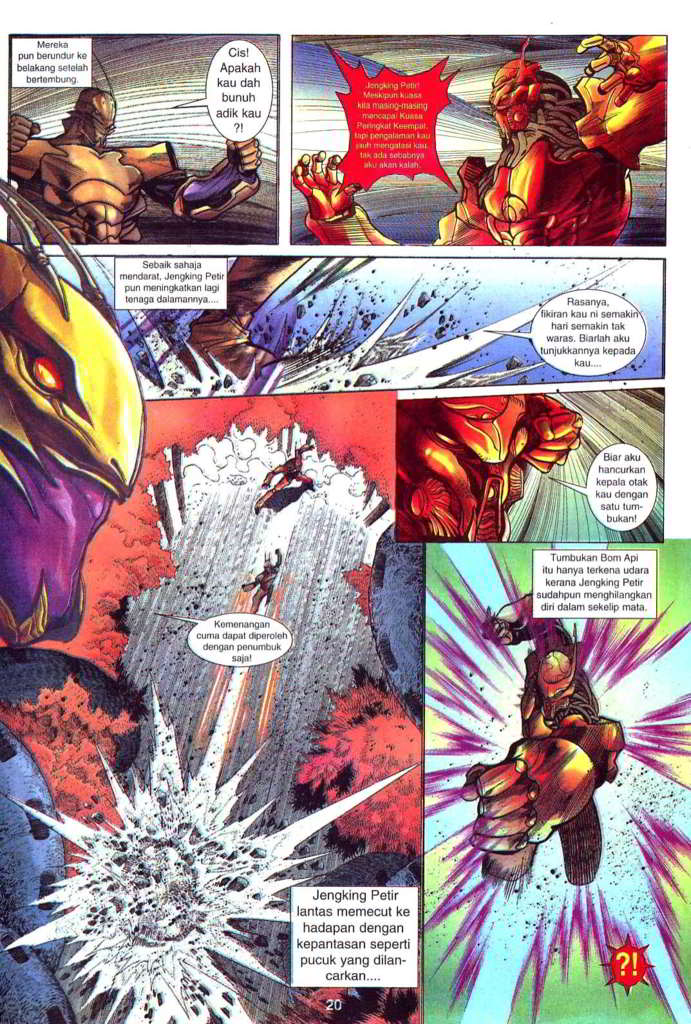 Mereka
pun berundur ke
belakang setelah
bertembung.
Cis!
Apakah
kau dah
bunuh
adik kau
?!
Jengking Petir!
Meskipun kuasa
kita masing-masing
mencapai Kuasa
Peringkat Keempat,
tapi pengalaman kau
jauh mengatasi kau,
tak ada sebabnya
aku akan kalah.
Sebaik sahaja
mendarat, Jengking Petir
pun meningkatkan lagi
tenaga dalamannya....
Rasanya,
fikiran kau ni semakin
hari semakin tak
waras. Biarlah aku
tunjukkannya kepada
kau....
Biar aku
hancurkan
kepala otak
kau dengan
satu tum-
bukan!
Kemenangan
cuma dapat diperoleh
dengan penumbuk
saja!
Tumbukan Bom Api
itu hanya terkena udara
kerana Jengking Petir
sudahpun menghilangkan
diri dalam sekelip mata.
Jengking Petir
lantas memecut ke
hadapan dengan
kepantasan seperti
pucuk yang dilan-
carkan....
?!
20